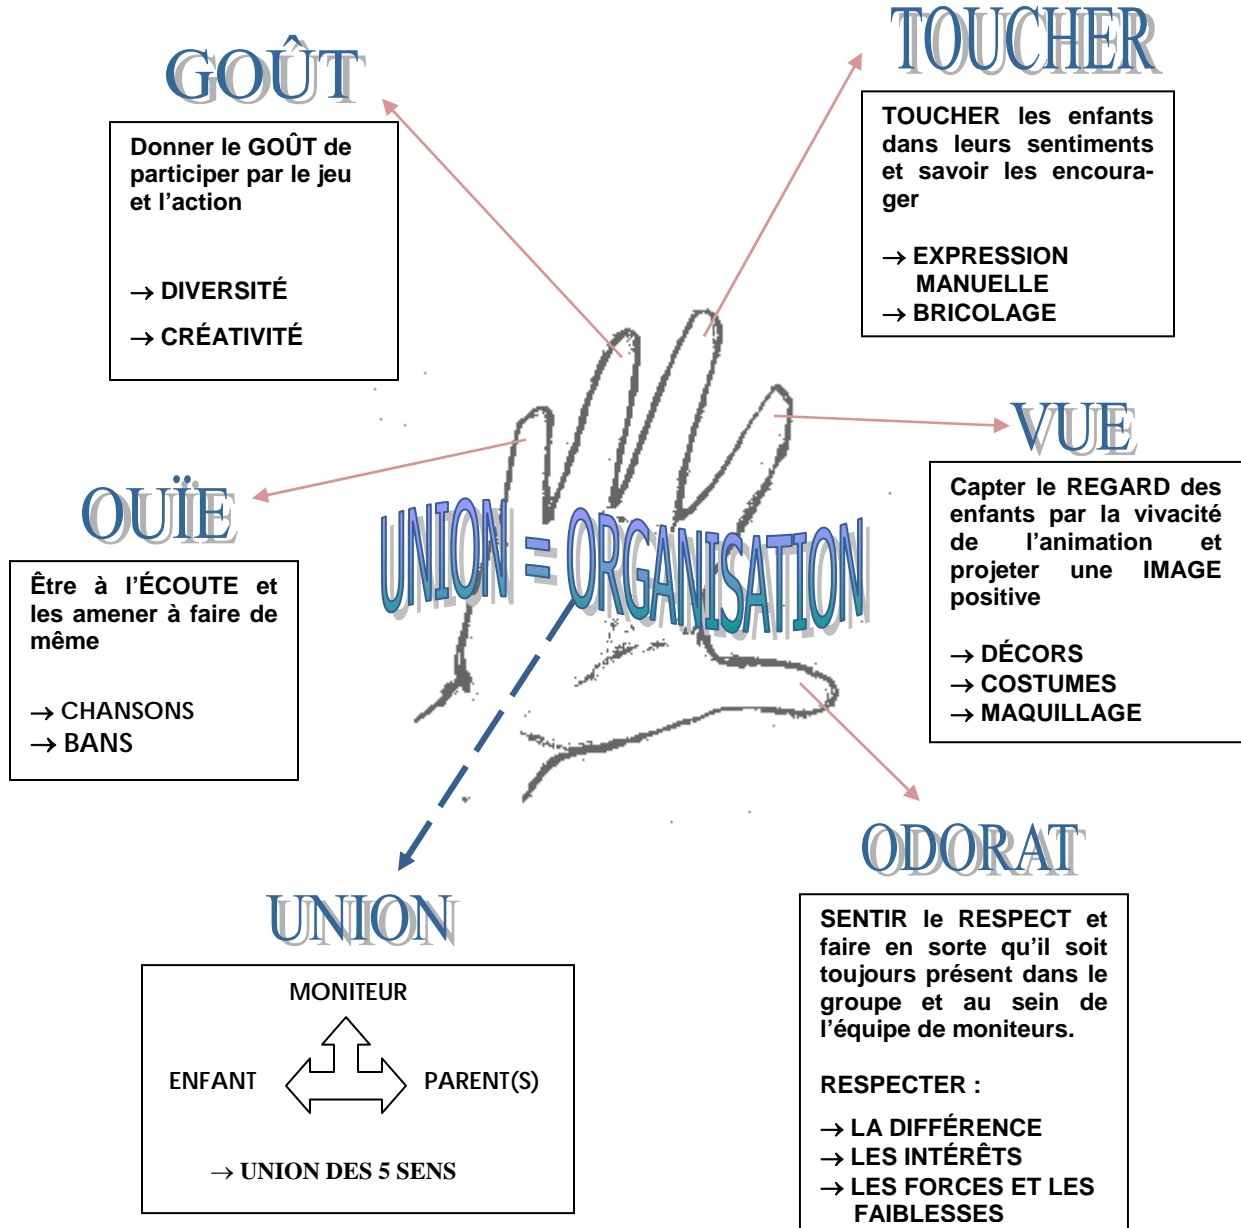 GOÛT
Donner le GOÛT de
participer par le jeu
et l'action
→ DIVERSITÉ
→ CRÉATIVITÉ
TOUCHER
TOUCHER les enfants
dans leurs sentiments
et savoir les encoura-
ger
→ EXPRESSION
MANUELLE
→ BRICOLAGE
OUÏE
Être à l'ÉCOUTE et
les amener à faire de
même
→ CHANSONS
→ BANS
UNION = ORGANISATION
VUE
Capter le REGARD des
enfants par la vivacité
de l'animation et
projeter une IMAGE
positive
→ DÉCORS
→ COSTUMES
→ MAQUILLAGE
UNION
MONITEUR
ENFANT PARENT(S)
→ UNION DES 5 SENS
ODORAT
SENTIR le RESPECT et
faire en sorte qu'il soit
toujours présent dans le
groupe et au sein de
l'équipe de moniteurs.
RESPECTER :
→ LA DIFFÉRENCE
→ LES INTÉRÊTS
→ LES FORCES ET LES
FAIBLESSES